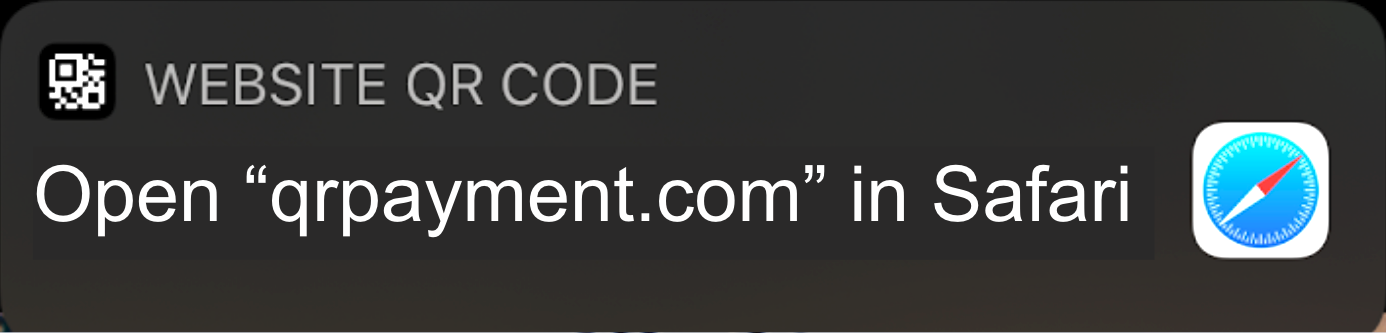 WEBSITE QR CODE
Open “qrpayment.com” in Safari